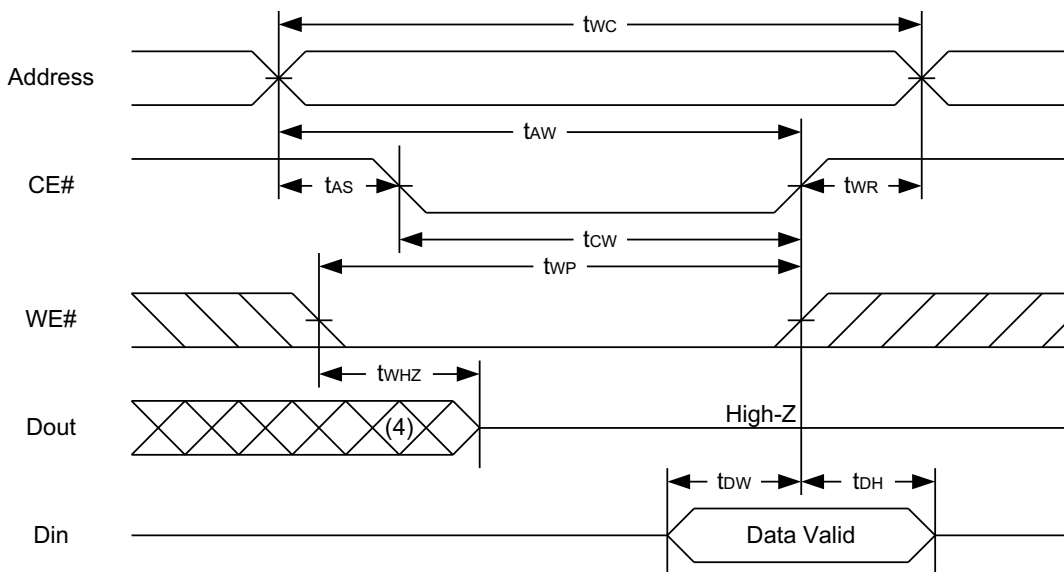 tWC
Address
tAW
CE#
tAS
tWR
tCW
tWP
WE#
tWHZ
Dout
(4)
High-Z
tDW
tDH
Din
Data Valid